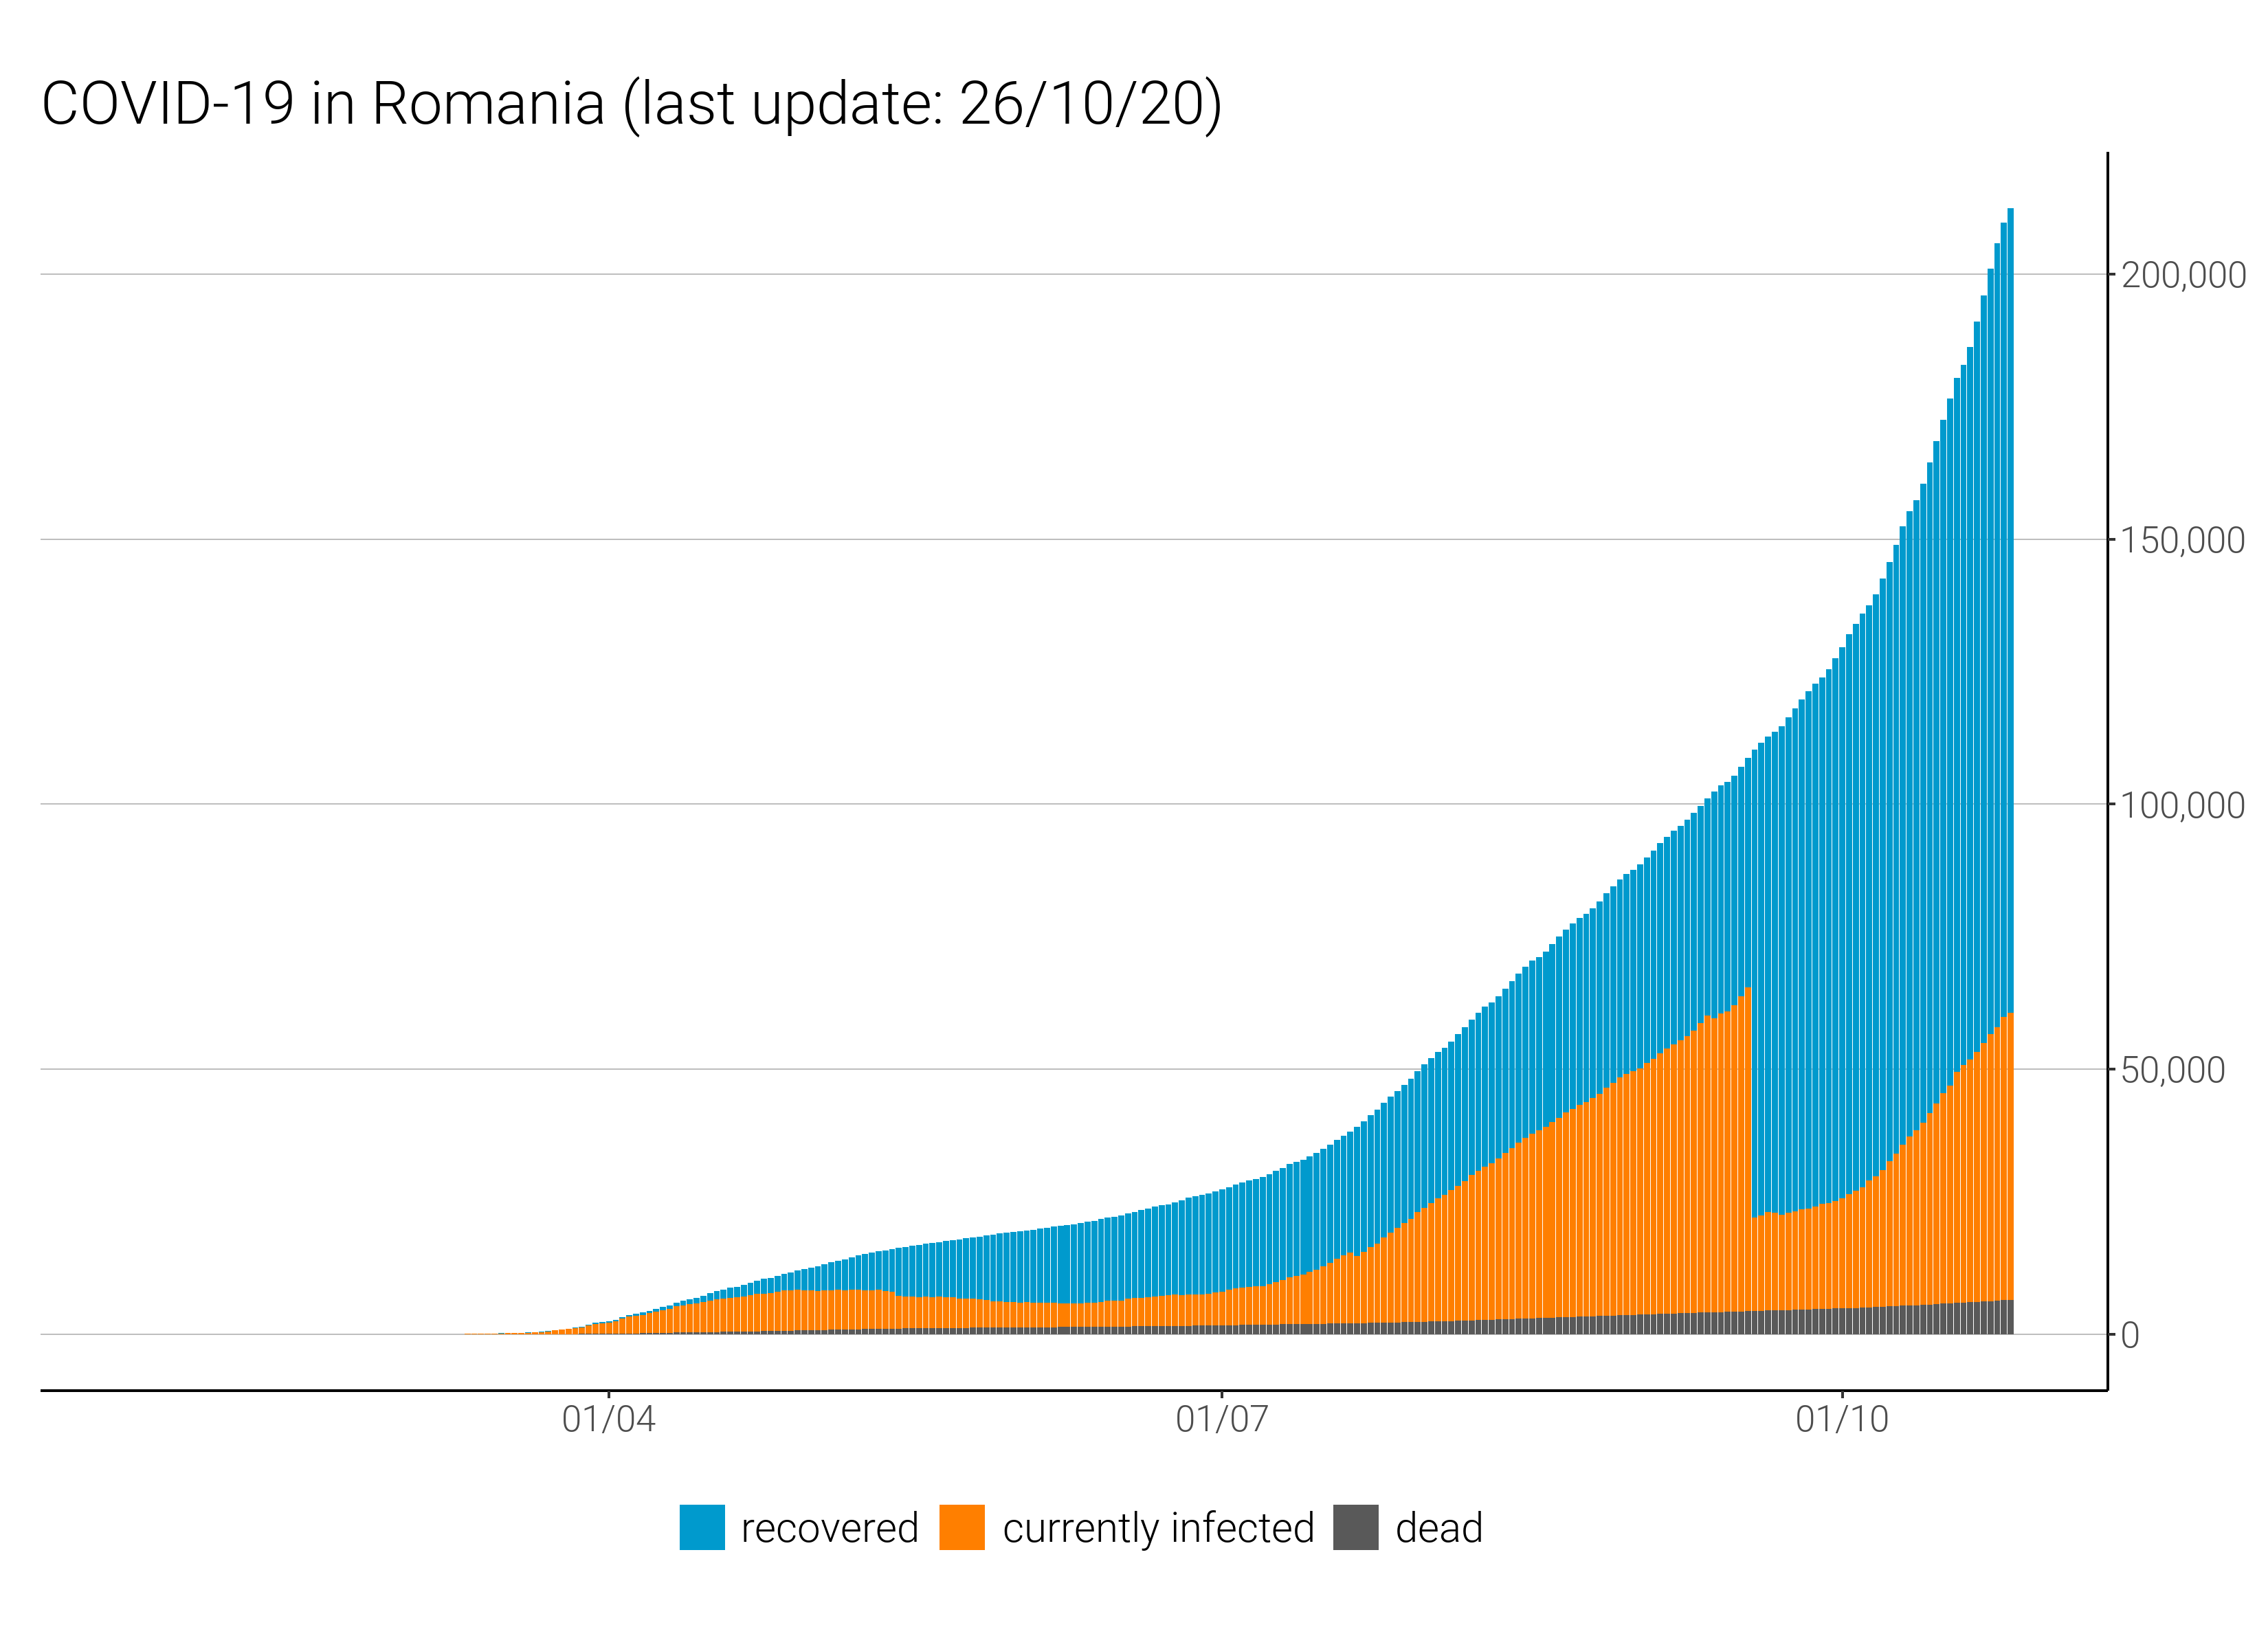 COVID-19 in Romania (last update: 26/10/20)
200,000
150,000
100,000
50,000
0
01/04 01/07 01/10
recovered currently infected dead